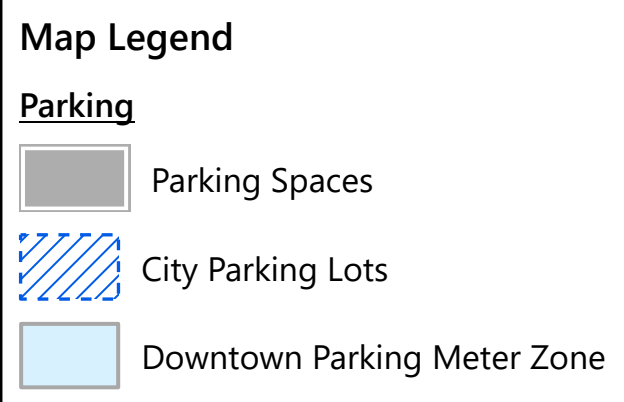 Map Legend
Parking
Parking Spaces
City Parking Lots
Downtown Parking Meter Zone